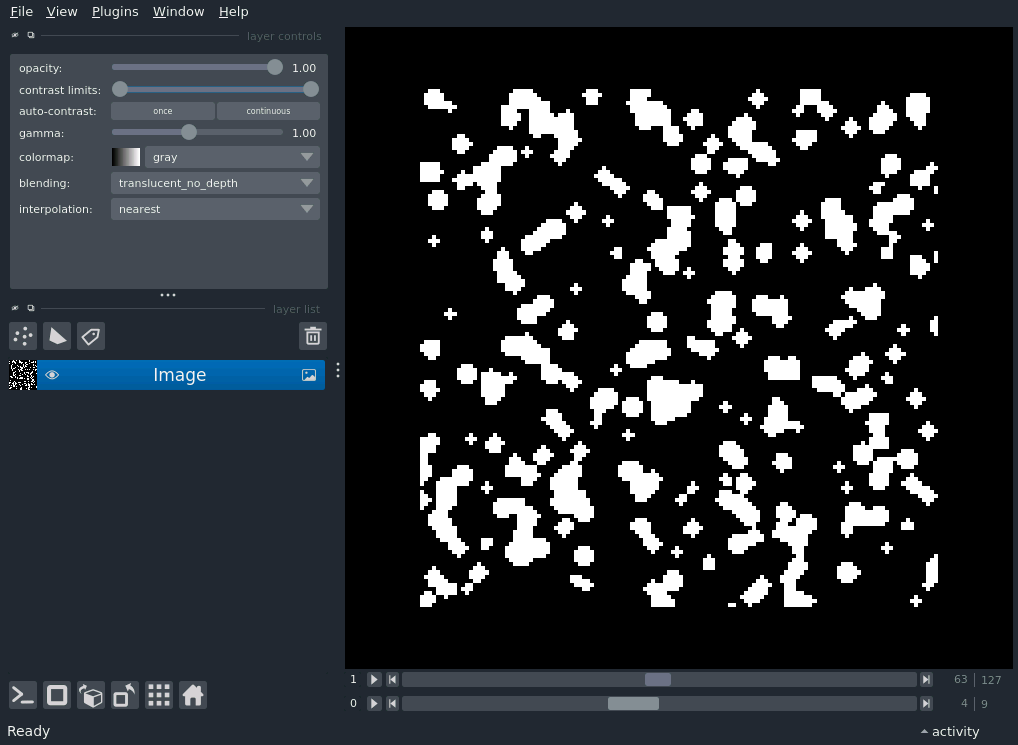 File View Plugins Window Help
layer controls
opacity: 1.00
contrast limits:
auto-contrast: once continuous
gamma: 1.00
colormap: gray
blending: translucent_no_depth
interpolation: nearest
layer list
Image
1 63 127
0 4 9
Ready activity